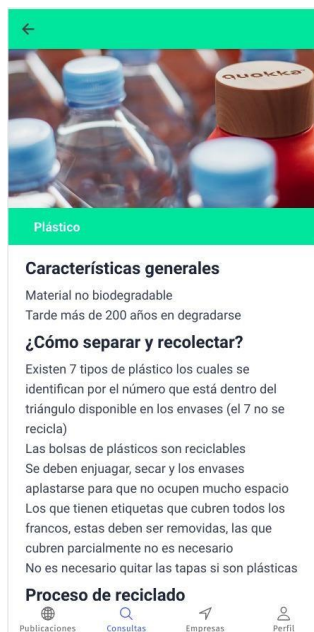 quokka
Plástico
Características generales
Material no biodegradable
Tarde más de 200 años en degradarse
¿Cómo separar y recolectar?
Existen 7 tipos de plástico los cuales se
identifican por el número que está dentro del
triángulo disponible en los envases (el 7 no se
recicla)
Las bolsas de plásticos son reciclables
Se deben enjuagar, secar y los envases
aplastarse para que no ocupen mucho espacio
Los que tienen etiquetas que cubren todos los
francos, estas deben ser removidas, las que
cubren parcialmente no es necesario
No es necesario quitar las tapas si son plásticas
Proceso de reciclado
Publicaciones Consultas Empresas Perfil